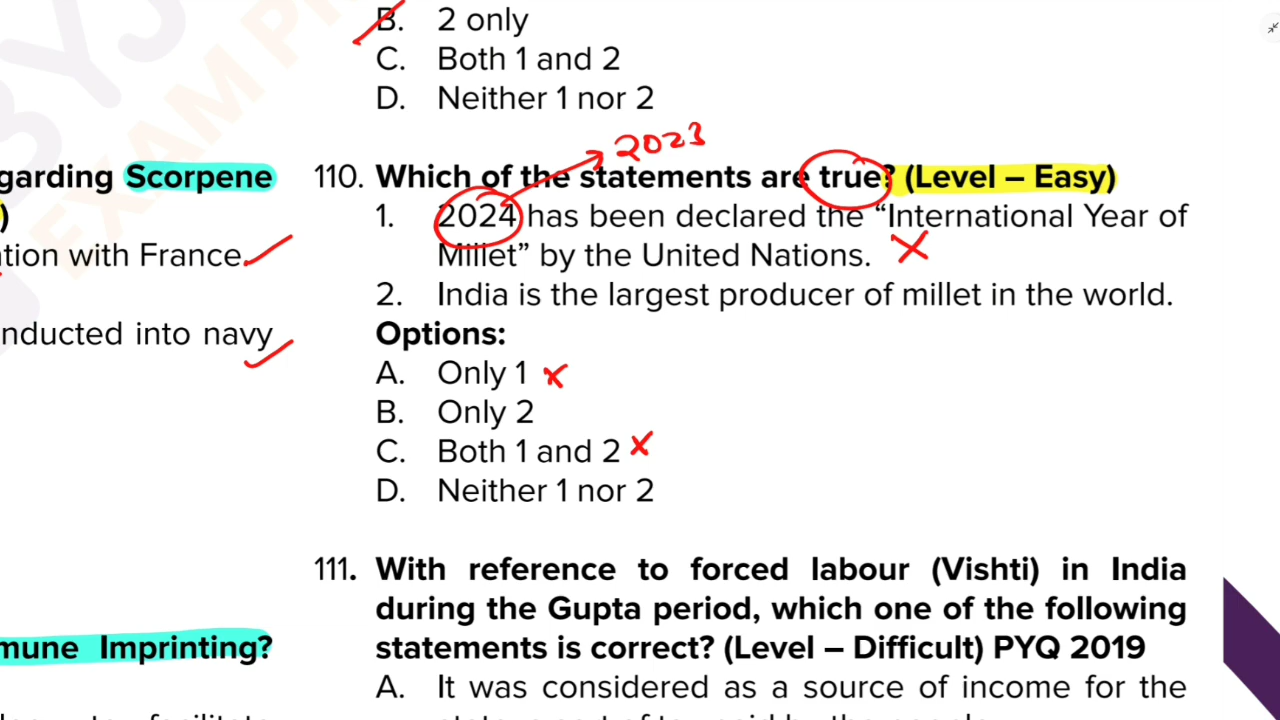 B. 2 only
C. Both 1 and 2
D. Neither 1 nor 2
2023
garding Scorpene
)
tion with France.
nducted into navy
mune Imprinting?
110. Which of the statements are true? (Level – Easy)
1. 2024 has been declared the “International Year of
Millet” by the United Nations.
2. India is the largest producer of millet in the world.
Options:
A. Only 1
B. Only 2
C. Both 1 and 2
D. Neither 1 nor 2
111. With reference to forced labour (Vishti) in India
during the Gupta period, which one of the following
statements is correct? (Level – Difficult) PYQ 2019
A. It was considered as a source of income for the